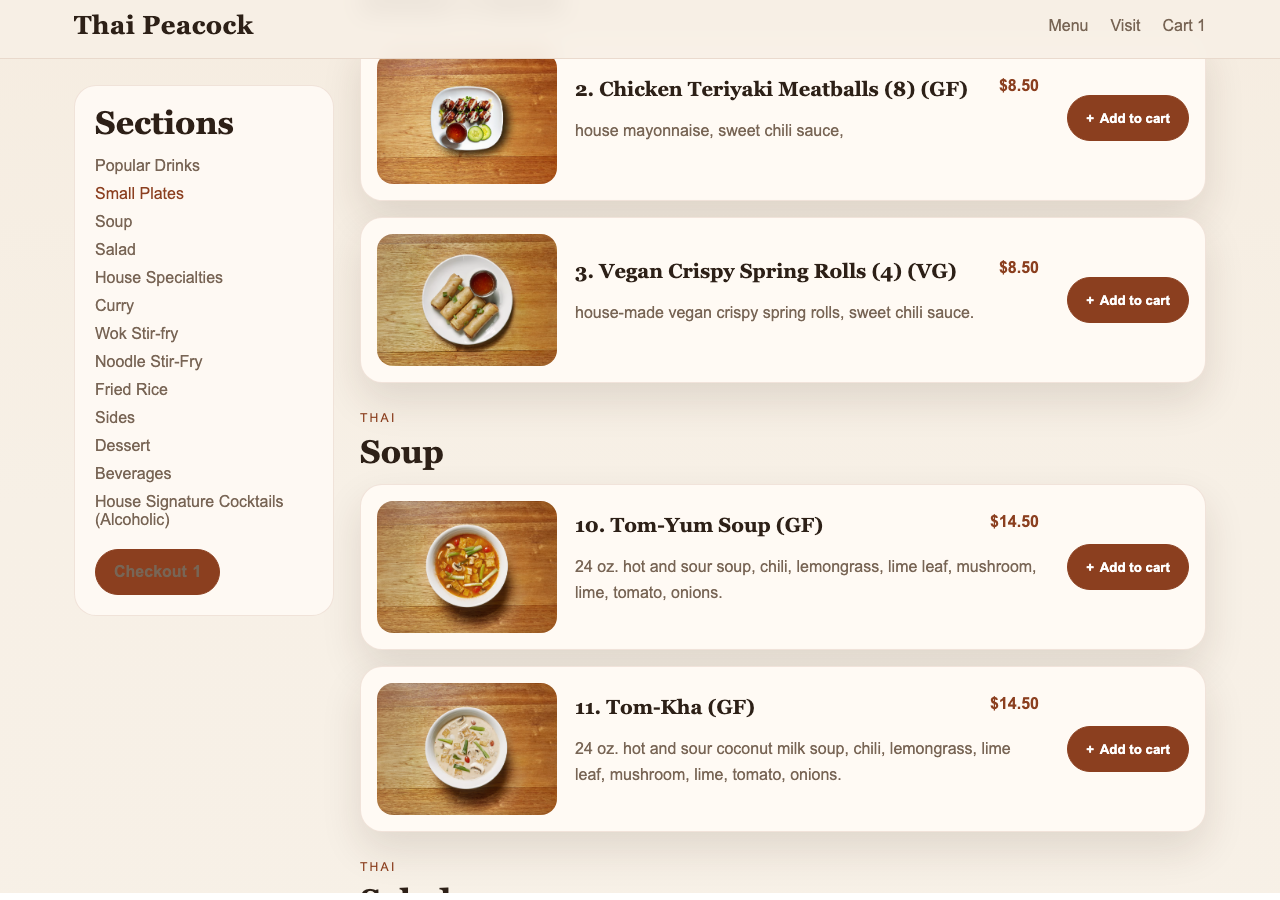 Thai Peacock
Menu Visit Cart 1
Sections
Popular Drinks
Small Plates
Soup
Salad
House Specialties
Curry
Wok Stir-fry
Noodle Stir-Fry
Fried Rice
Sides
Dessert
Beverages
House Signature Cocktails
(Alcoholic)
Checkout 1
2. Chicken Teriyaki Meatballs (8) (GF) $8.50
house mayonnaise, sweet chili sauce,
+ Add to cart
3. Vegan Crispy Spring Rolls (4) (VG) $8.50
house-made vegan crispy spring rolls, sweet chili sauce.
+ Add to cart
THAI
Soup
10. Tom-Yum Soup (GF) $14.50
24 oz. hot and sour soup, chili, lemongrass, lime leaf, mushroom,
lime, tomato, onions.
+ Add to cart
11. Tom-Kha (GF) $14.50
24 oz. hot and sour coconut milk soup, chili, lemongrass, lime
leaf, mushroom, lime, tomato, onions.
+ Add to cart
THAI
Salad